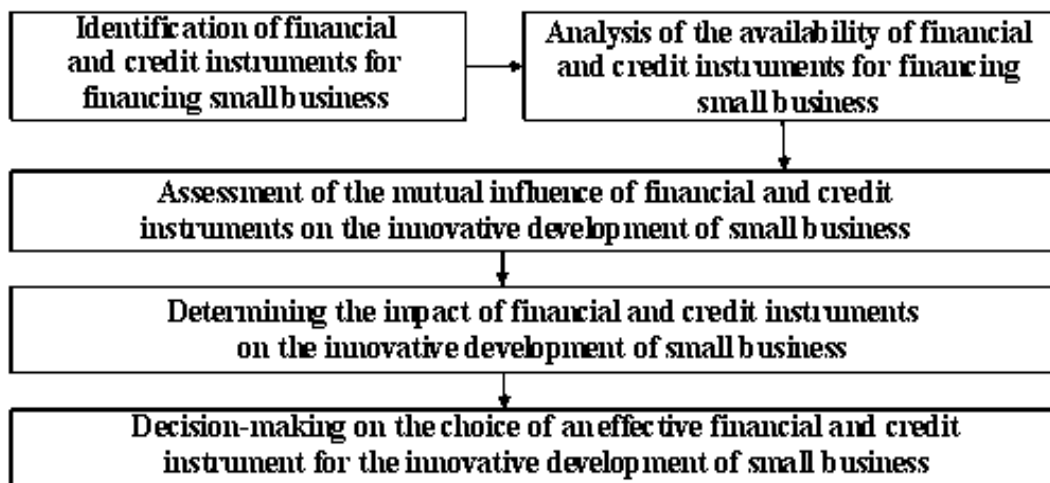 Identification of financial
and credit instruments for
financing small business
Analysis of the availability of financial
and credit instruments for financing
small business
Assessment of the mutual influence of financial and credit
instruments on the innovative development of small business
Determining the impact of financial and credit instruments
on the innovative development of small business
Decision-making on the choice of an effective financial and credit
instrument for the innovative development of small business